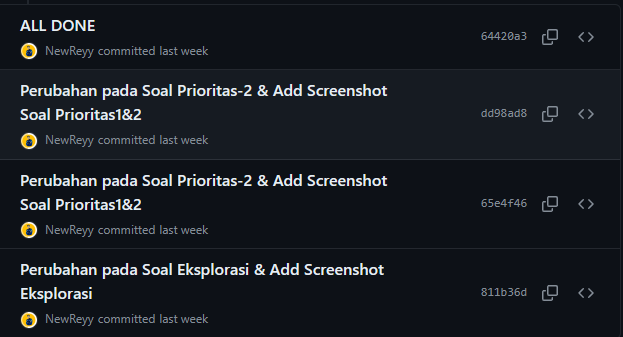 ALL DONE
NewReyy committed last week
64420a3
Perubahan pada Soal Prioritas-2 & Add Screenshot
Soal Prioritas1&2
NewReyy committed last week
dd98ad8
Perubahan pada Soal Prioritas-2 & Add Screenshot
Soal Prioritas1&2
NewReyy committed last week
65e4f46
Perubahan pada Soal Eksplorasi & Add Screenshot
Eksplorasi
NewReyy committed last week
811b36d